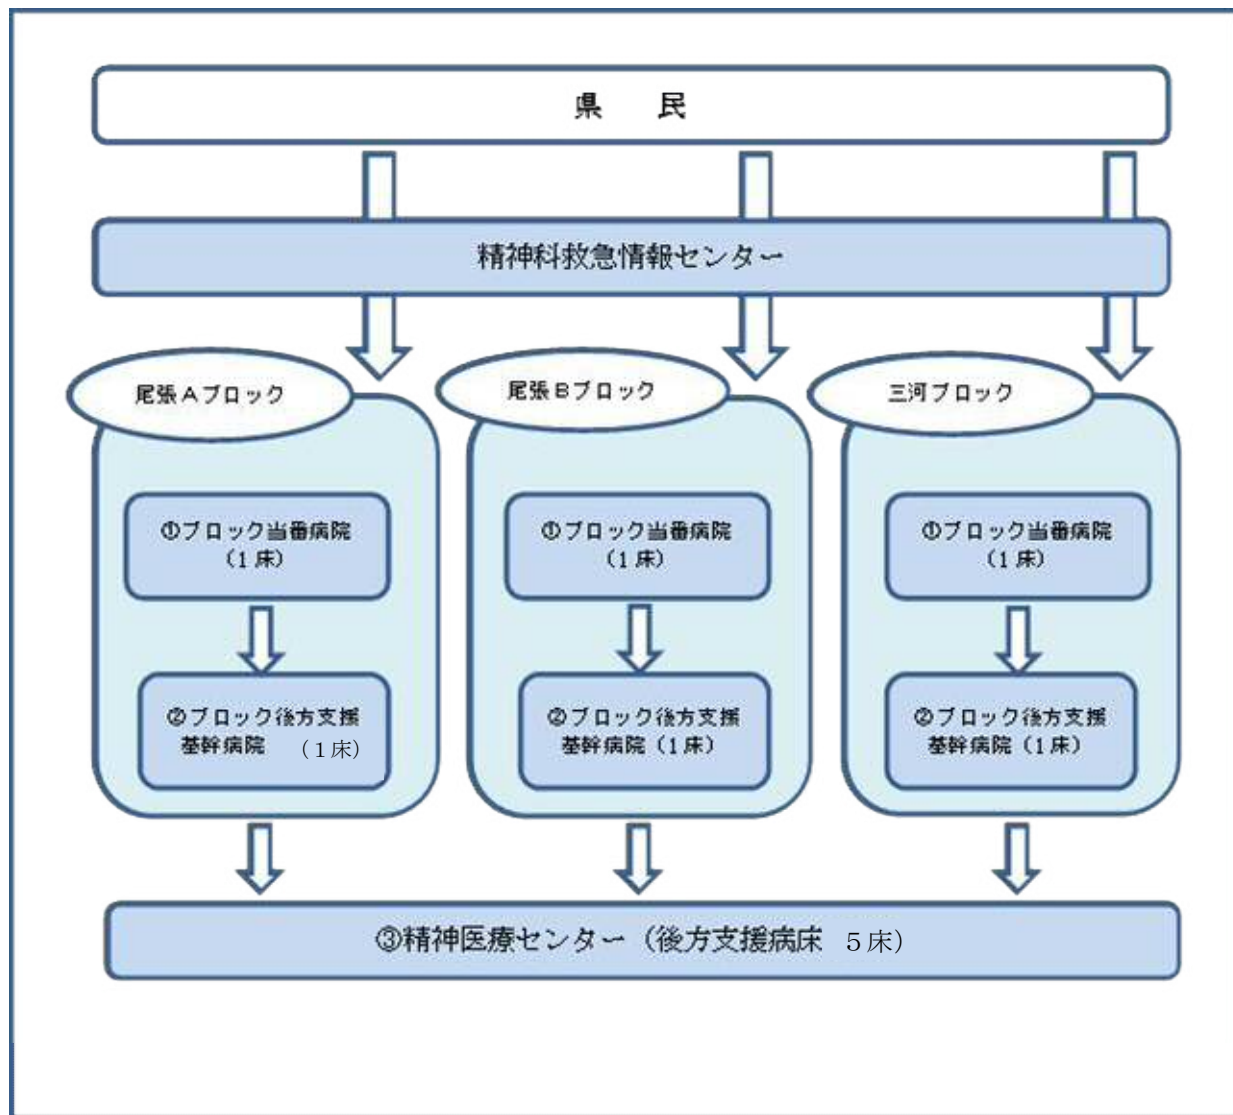 県　　民
精神科救急情報センター
尾張Aブロック
尾張Bブロック
三河ブロック
①ブロック当番病院
（1床）
①ブロック当番病院
（1床）
①ブロック当番病院
（1床）
②ブロック後方支援
基幹病院　（１床）
②ブロック後方支援
基幹病院（1床）
②ブロック後方支援
基幹病院（1床）
③精神医療センター（後方支援病床　５床）